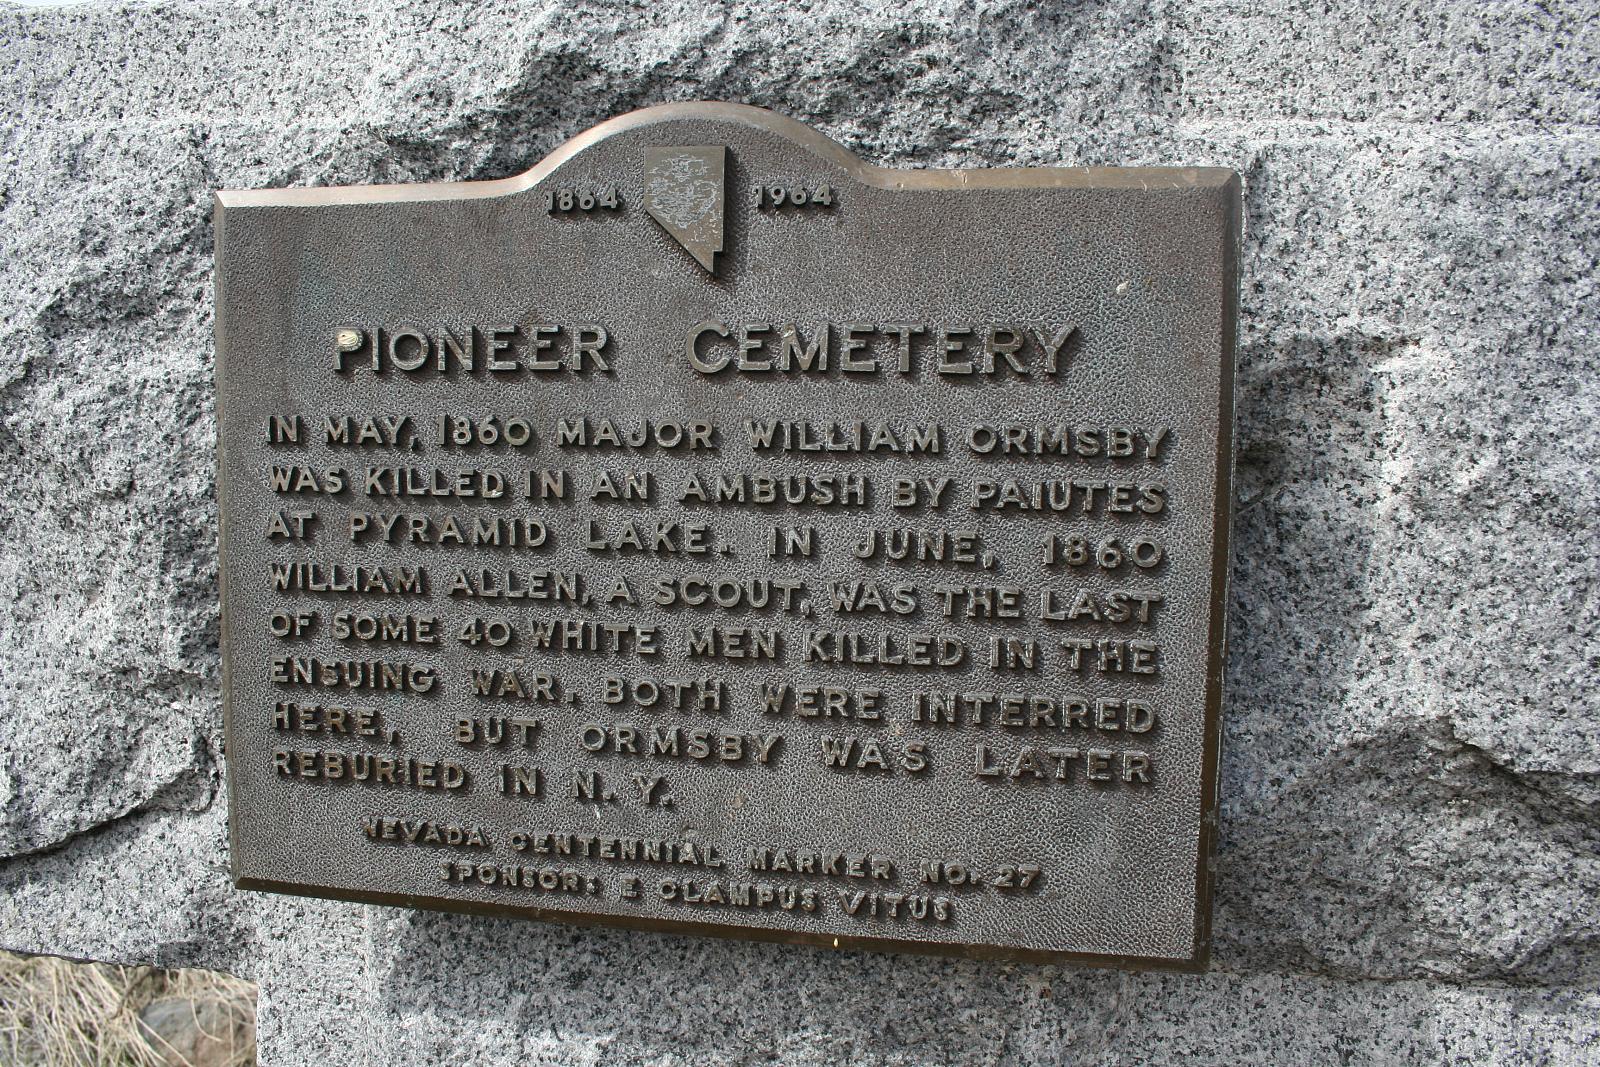 1864 1964
PIONEER CEMETERY
IN MAY, 1860 MAJOR WILLIAM ORMSBY
WAS KILLED IN AN AMBUSH BY PAIUTES
AT PYRAMID LAKE. IN JUNE, 1860
WILLIAM ALLEN, A SCOUT, WAS THE LAST
OF SOME 40 WHITE MEN KILLED IN THE
ENSUING WAR. BOTH WERE INTERRED
HERE, BUT ORMSBY WAS LATER
REBURIED IN N.Y.
NEVADA CENTENNIAL MARKER NO. 27
SPONSOR: E CLAMPUS VITUS